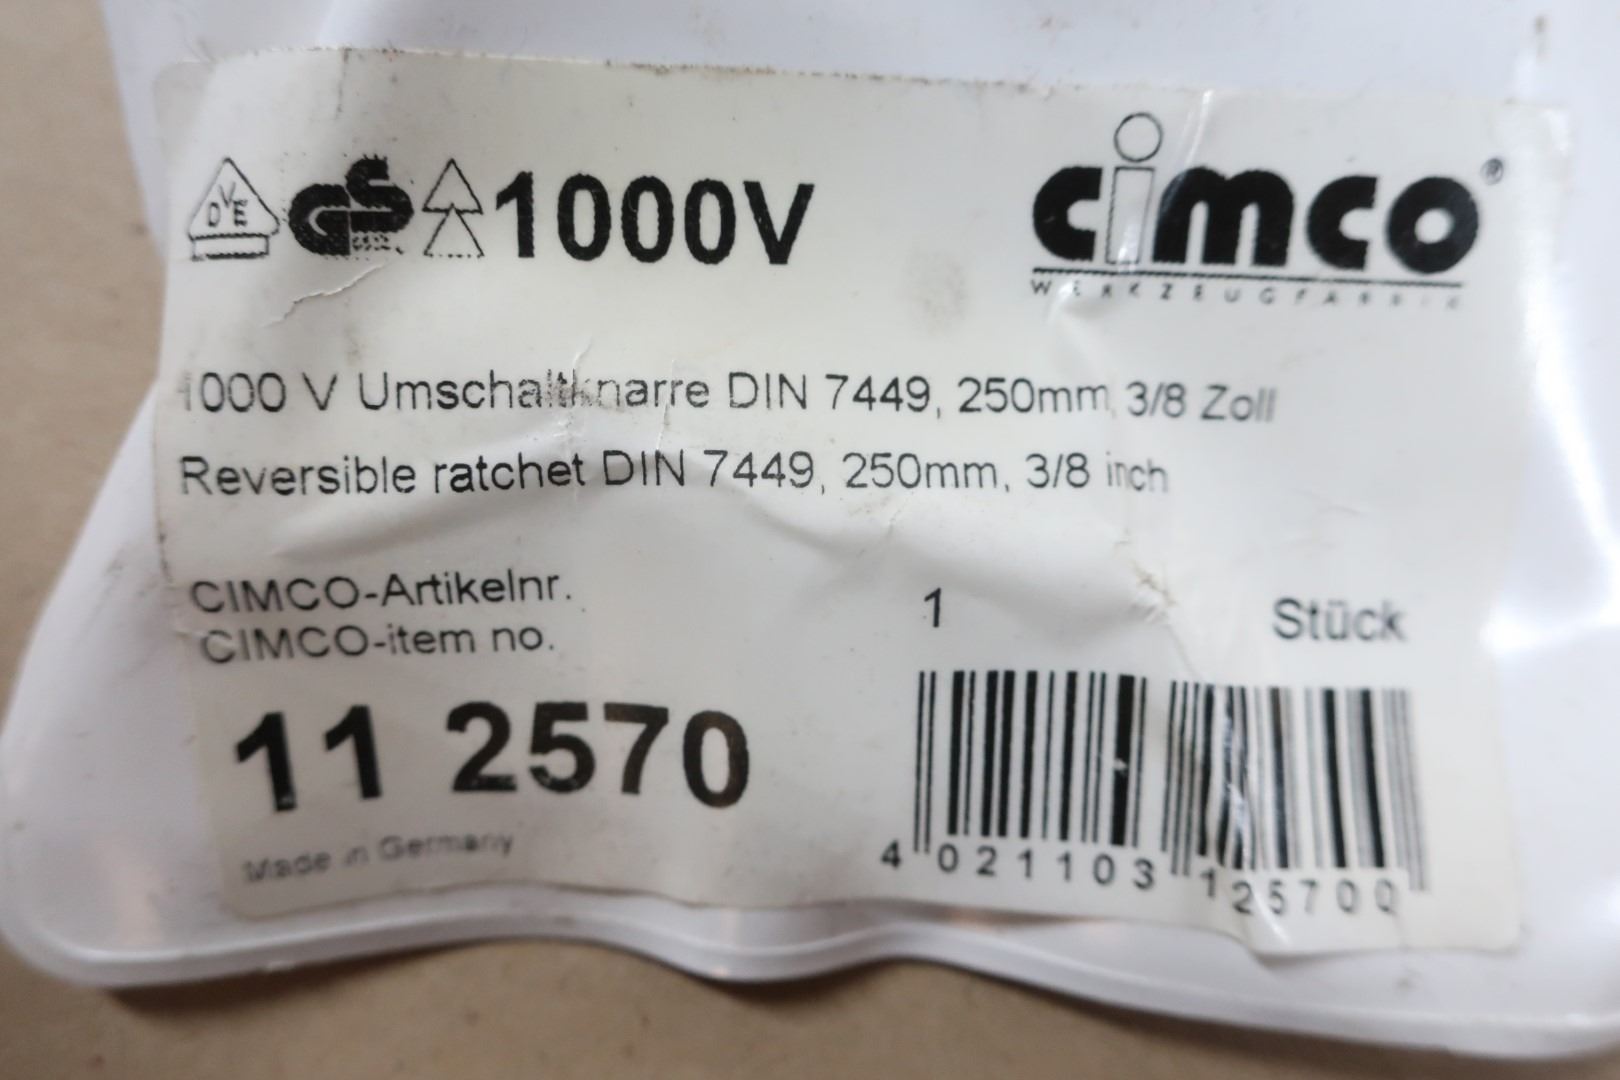 VDE GS 1000V
cimco®
WERKZEUGFABRIK
1000 V Umschaltknarre DIN 7449, 250mm, 3/8 Zoll
Reversible ratchet DIN 7449, 250mm, 3/8 inch
CIMCO-Artikelnr.
CIMCO-item no.
1 Stück
11 2570
Made in Germany
4 021103 125700